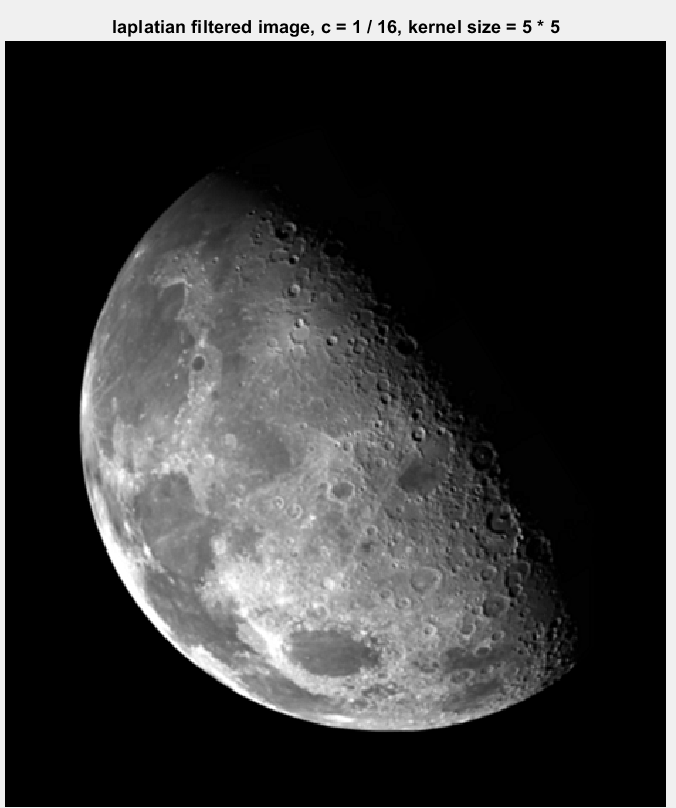 laplatian filtered image, c = 1 / 16, kernel size = 5 * 5